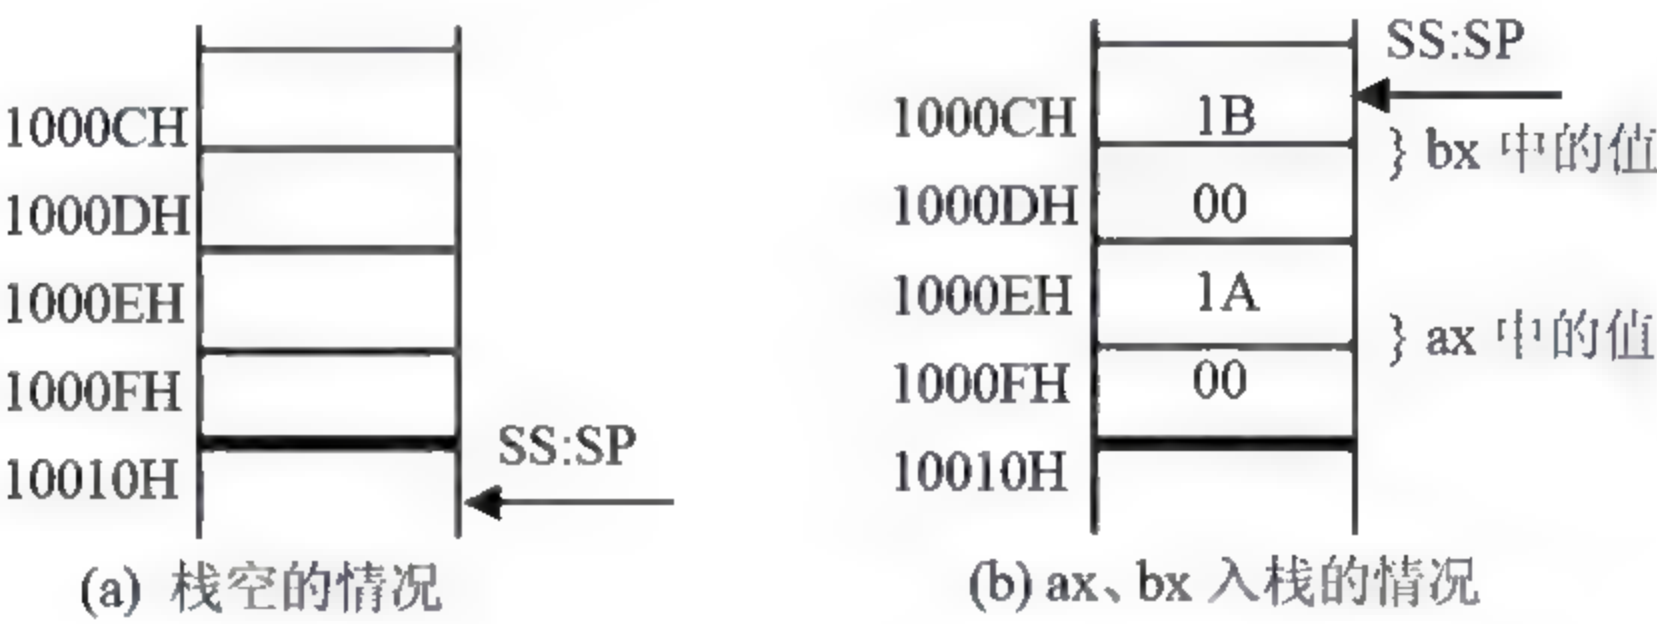 1000CH
1000DH
1000EH
1000FH
10010H
SS:SP
(a) 栈空的情况
SS:SP
1000CH 1B
} bx 中的值
1000DH 00
1000EH 1A
} ax 中的值
1000FH 00
10010H
(b) ax、bx 入栈的情况